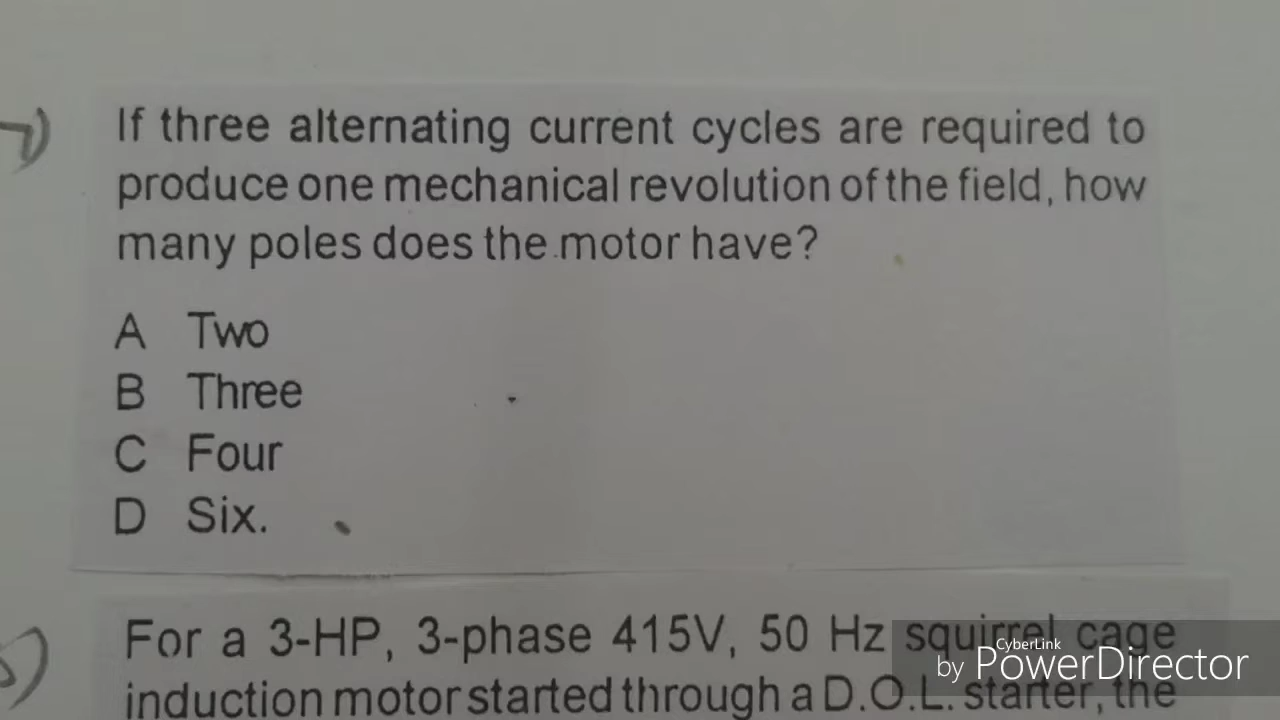 7)
If three alternating current cycles are required to
produce one mechanical revolution of the field, how
many poles does the motor have?
A Two
B Three
C Four
D Six.
For a 3-HP, 3-phase 415V, 50 Hz squirrel cage
induction motor started through a D.O.L. starter, the
CyberLink
by PowerDirector